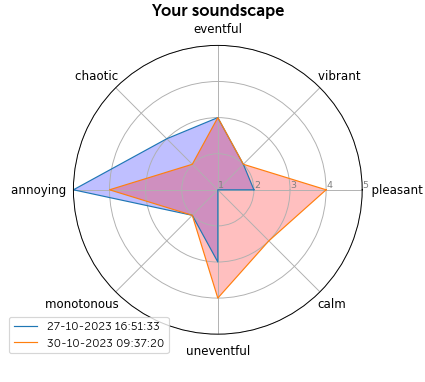 Your soundscape
eventful
chaotic
vibrant
annoying
1 2 3 4 5
pleasant
monotonous
calm
27-10-2023 16:51:33
30-10-2023 09:37:20
uneventful